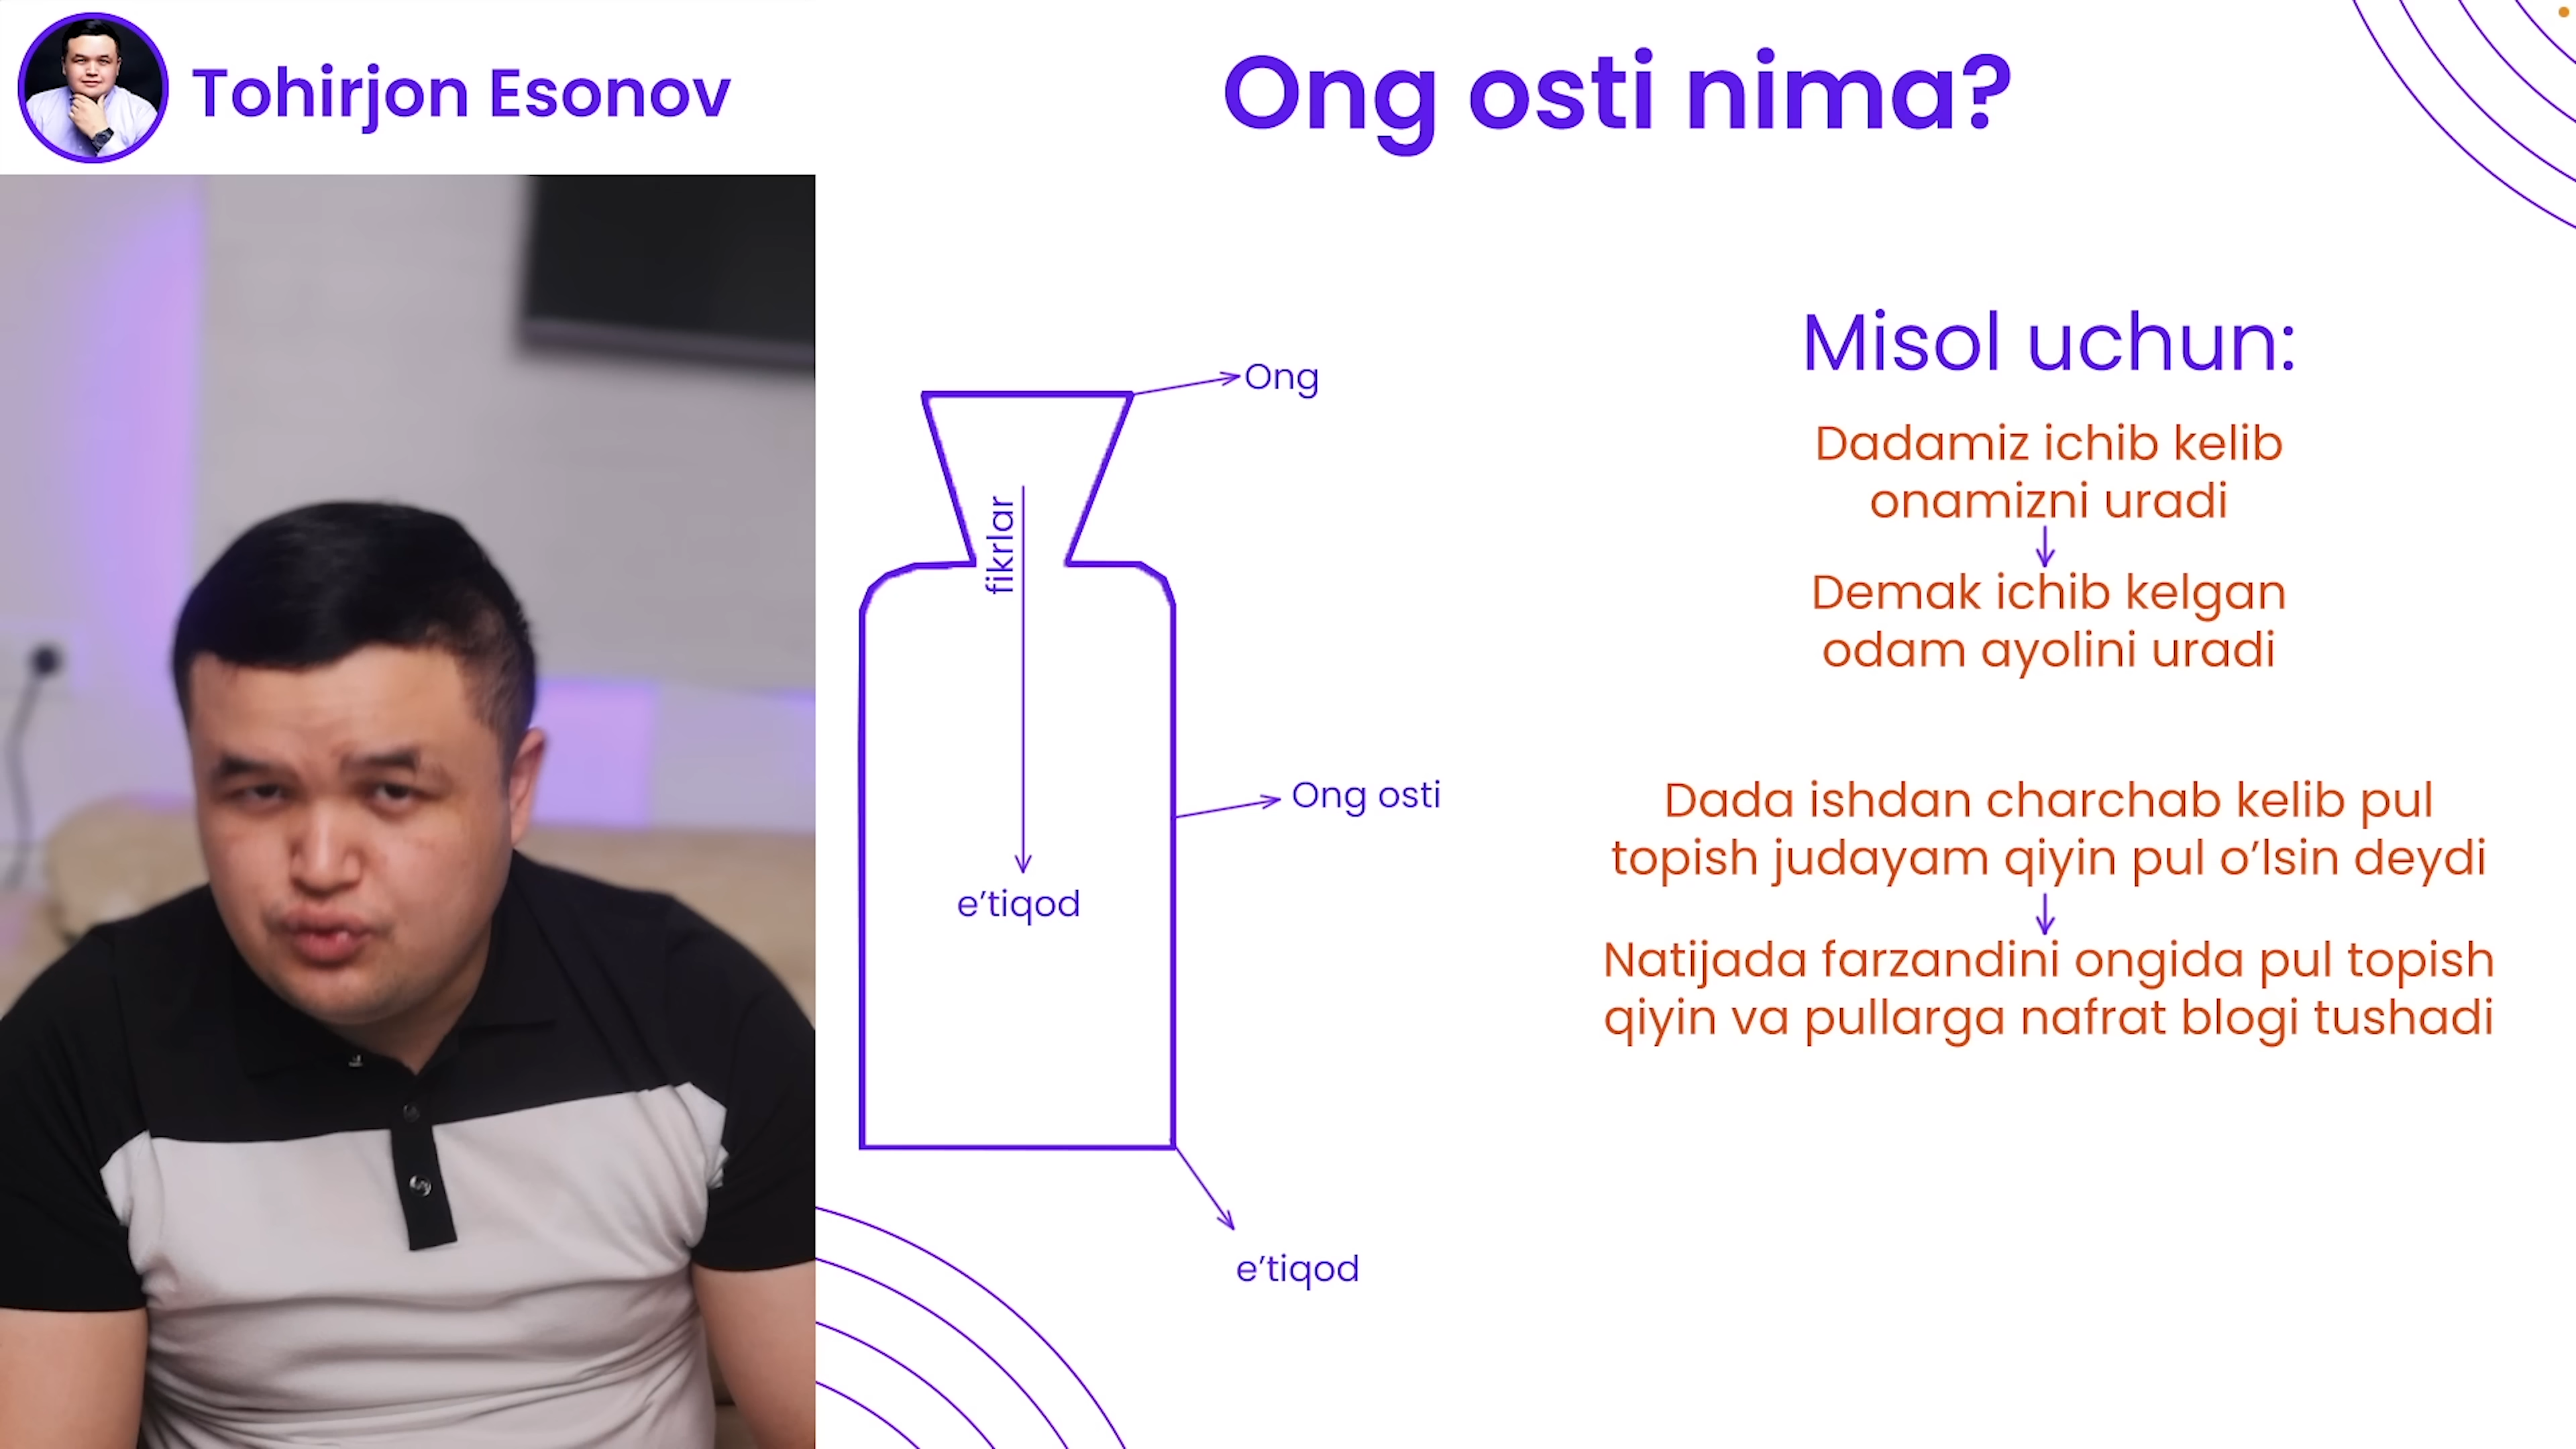 Tohirjon Esonov
Ong osti nima?
Ong
fikrlar
Ong osti
e’tiqod
e’tiqod
Misol uchun:
Dadamiz ichib kelib
onamizni uradi
Demak ichib kelgan
odam ayolini uradi
Dada ishdan charchab kelib pul
topish judayam qiyin pul o’lsin deydi
Natijada farzandini ongida pul topish
qiyin va pullarga nafrat blogi tushadi